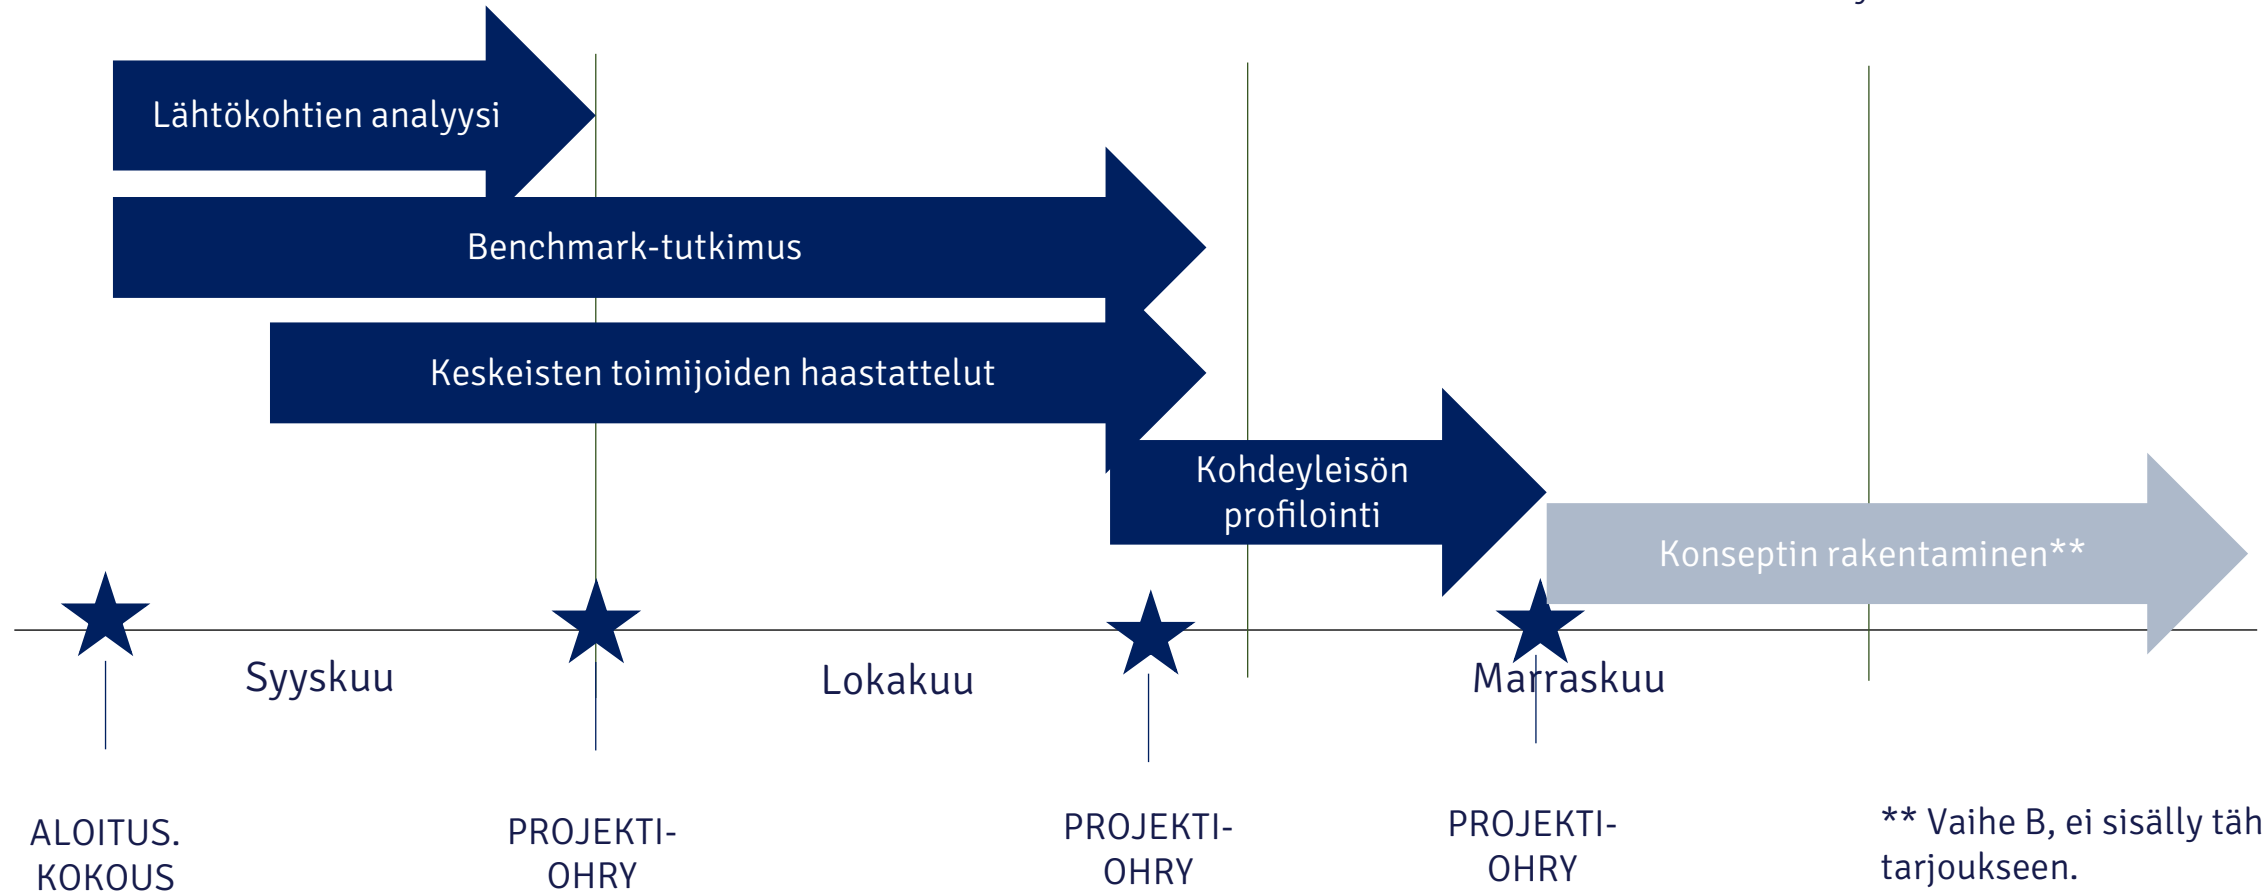 Lähtökohtien analyysi
Benchmark-tutkimus
Keskeisten toimijoiden haastattelut
Kohdeyleisön
profilointi
Konseptin rakentaminen**
Syyskuu
Lokakuu
Marraskuu
ALOITUS.
KOKOUS
PROJEKTI-
OHRY
PROJEKTI-
OHRY
PROJEKTI-
OHRY
** Vaihe B, ei sisälly täh
tarjoukseen.